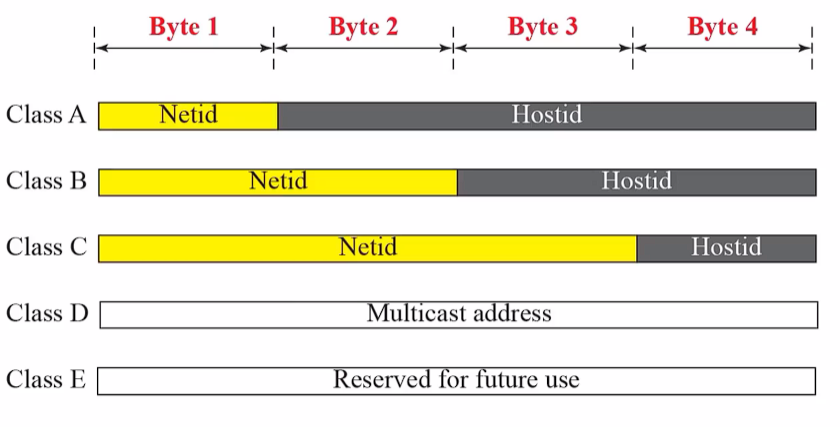 Byte 1 Byte 2 Byte 3 Byte 4
Class A Netid Hostid
Class B Netid Hostid
Class C Netid Hostid
Class D Multicast address
Class E Reserved for future use